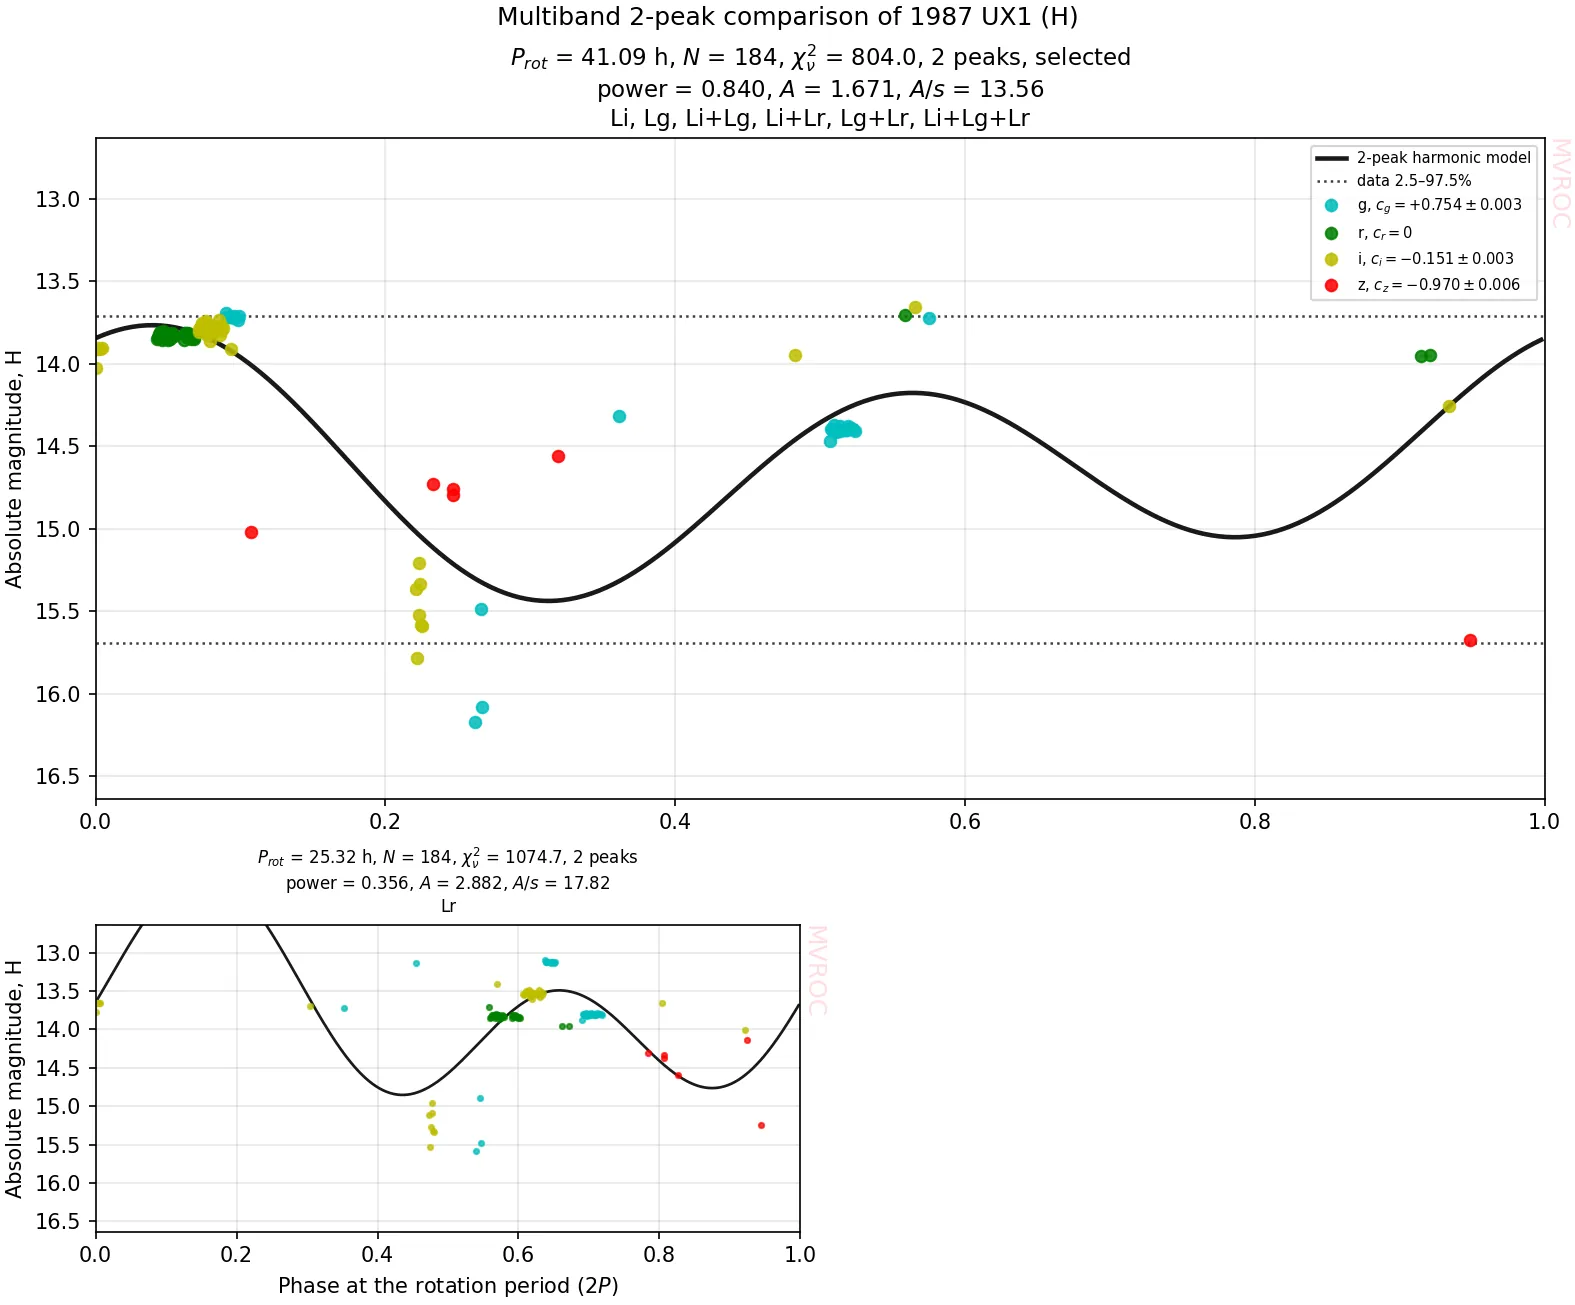 Multiband 2-peak comparison of 1987 UX1 (H)
P_rot = 41.09 h, N = 184, χ²_ν = 804.0, 2 peaks, selected
power = 0.840, A = 1.671, A/s = 13.56
Li, Lg, Li+Lg, Li+Lr, Lg+Lr, Li+Lg+Lr
Absolute magnitude, H
13.0
13.5
14.0
14.5
15.0
15.5
16.0
16.5
2-peak harmonic model
data 2.5–97.5%
g, c_g = +0.754 ± 0.003
r, c_r = 0
i, c_i = −0.151 ± 0.003
z, c_z = −0.970 ± 0.006
MVROC
0.0 0.2 0.4 0.6 0.8 1.0
P_rot = 25.32 h, N = 184, χ²_ν = 1074.7, 2 peaks
power = 0.356, A = 2.882, A/s = 17.82
Lr
Absolute magnitude, H
13.0
13.5
14.0
14.5
15.0
15.5
16.0
16.5
MVROC
0.0 0.2 0.4 0.6 0.8 1.0
Phase at the rotation period (2P)